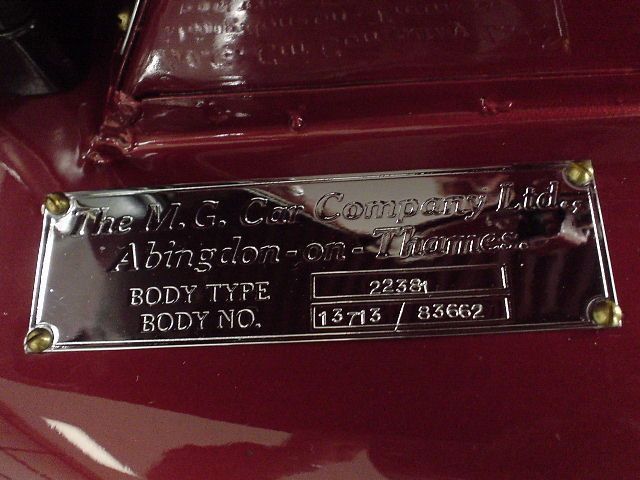 The M. G. Car Company Ltd.,
Abingdon - on - Thames.
BODY TYPE 22381
BODY NO. 13713 / 83662